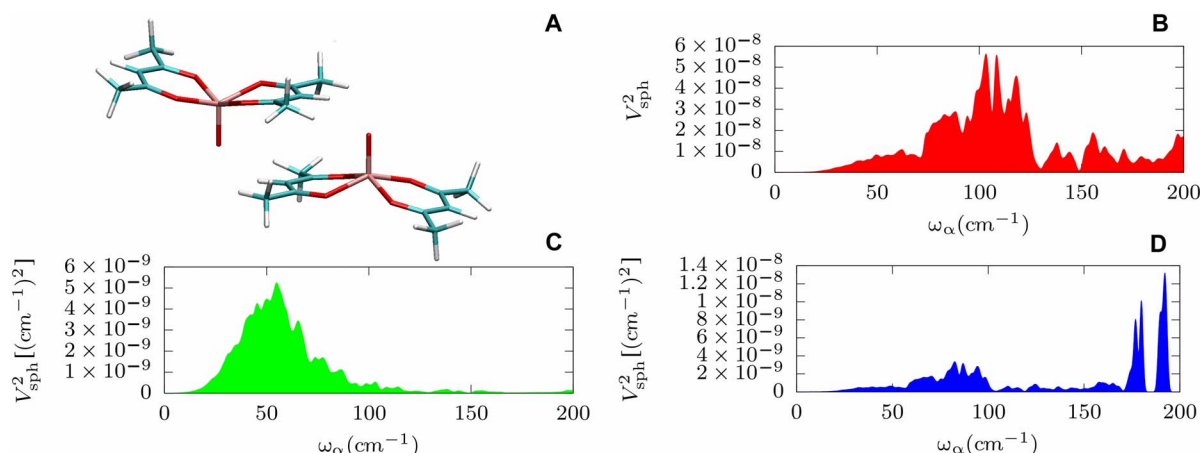 A
B
6 × 10⁻⁸
5 × 10⁻⁸
4 × 10⁻⁸
3 × 10⁻⁸
2 × 10⁻⁸
1 × 10⁻⁸
0
V²sph
50 100 150 200
ωα(cm⁻¹)
C
6 × 10⁻⁹
5 × 10⁻⁹
4 × 10⁻⁹
3 × 10⁻⁹
2 × 10⁻⁹
1 × 10⁻⁹
0
V²sph [(cm⁻¹)²]
0 50 100 150 200
ωα(cm⁻¹)
D
1.4 × 10⁻⁸
1.2 × 10⁻⁸
1 × 10⁻⁸
8 × 10⁻⁹
6 × 10⁻⁹
4 × 10⁻⁹
2 × 10⁻⁹
0
V²sph [(cm⁻¹)²]
0 50 100 150 200
ωα(cm⁻¹)